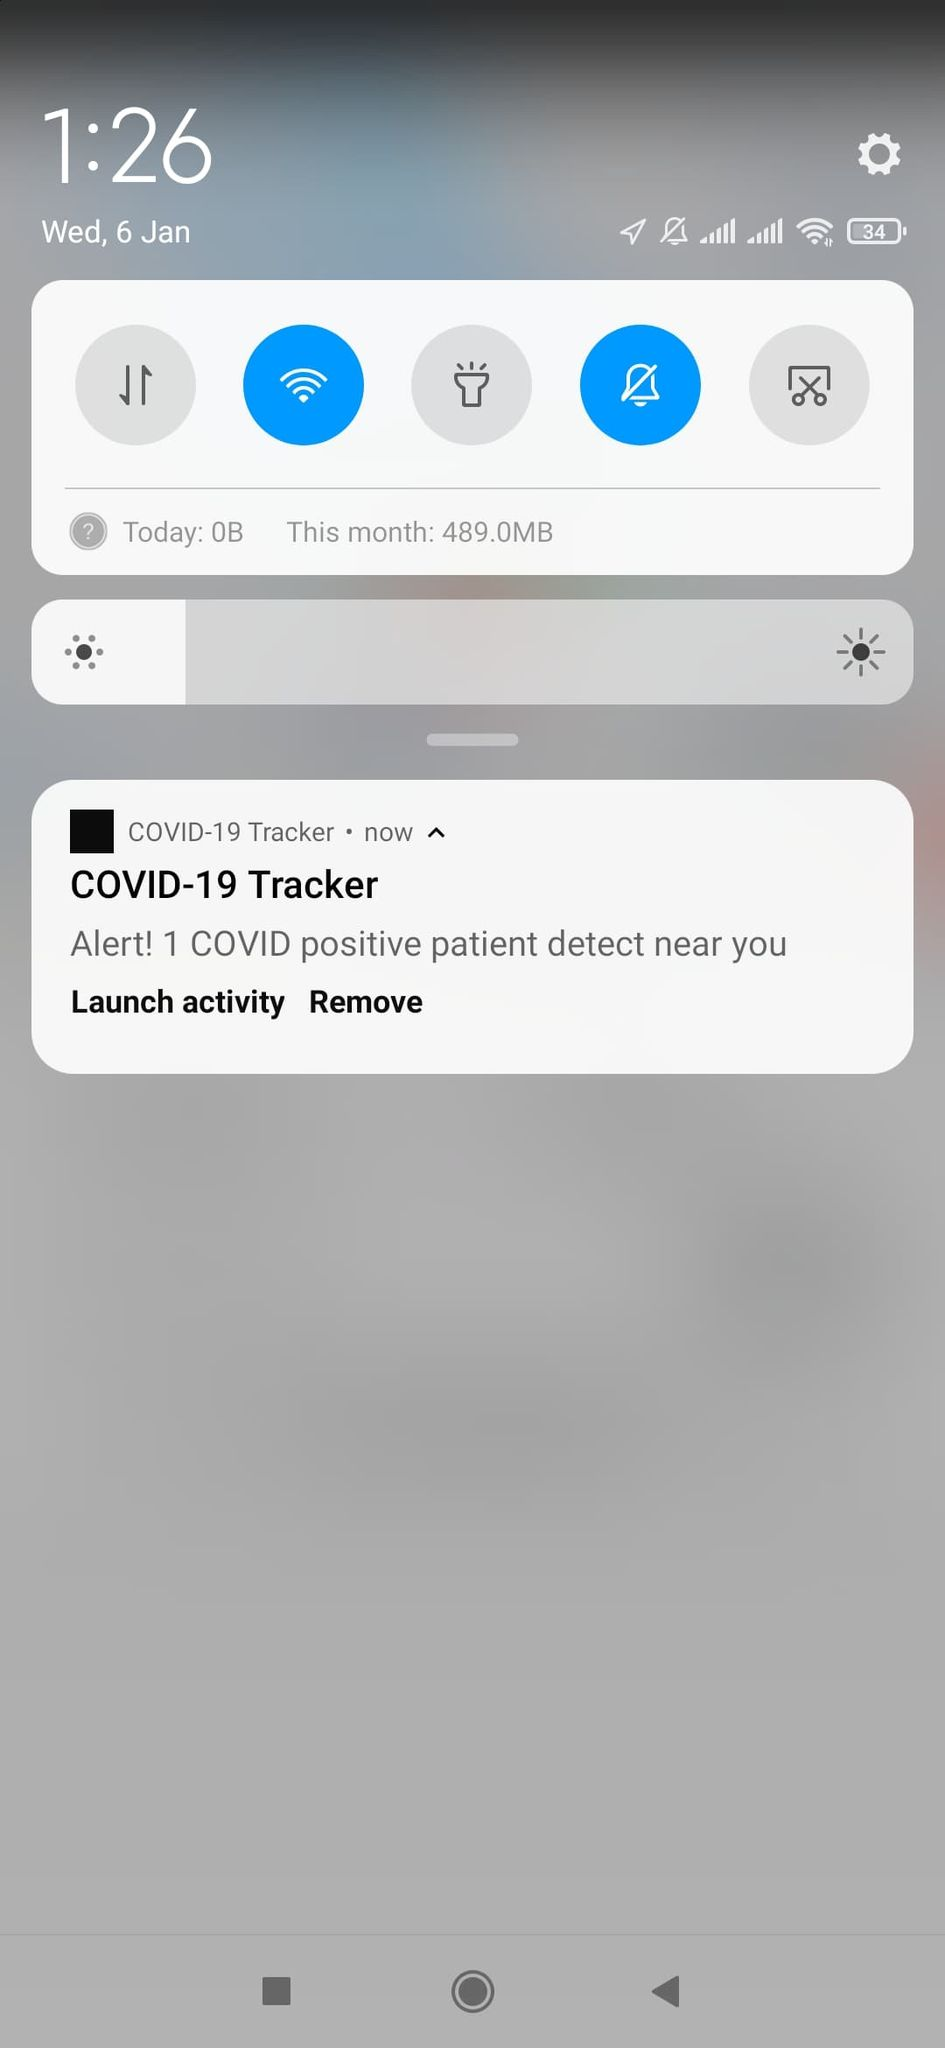 1:26
Wed, 6 Jan
34
? Today: 0B This month: 489.0MB
COVID-19 Tracker • now
COVID-19 Tracker
Alert! 1 COVID positive patient detect near you
Launch activity Remove